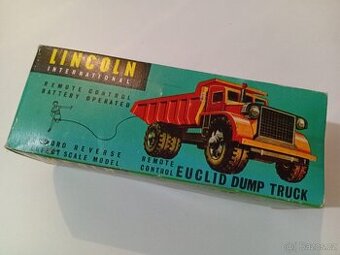 LINCOLN
INTERNATIONAL
REMOTE CONTROL
BATTERY OPERATED
REVERSE
SCALE MODEL
REMOTE
CONTROL
EUCLID DUMP TRUCK